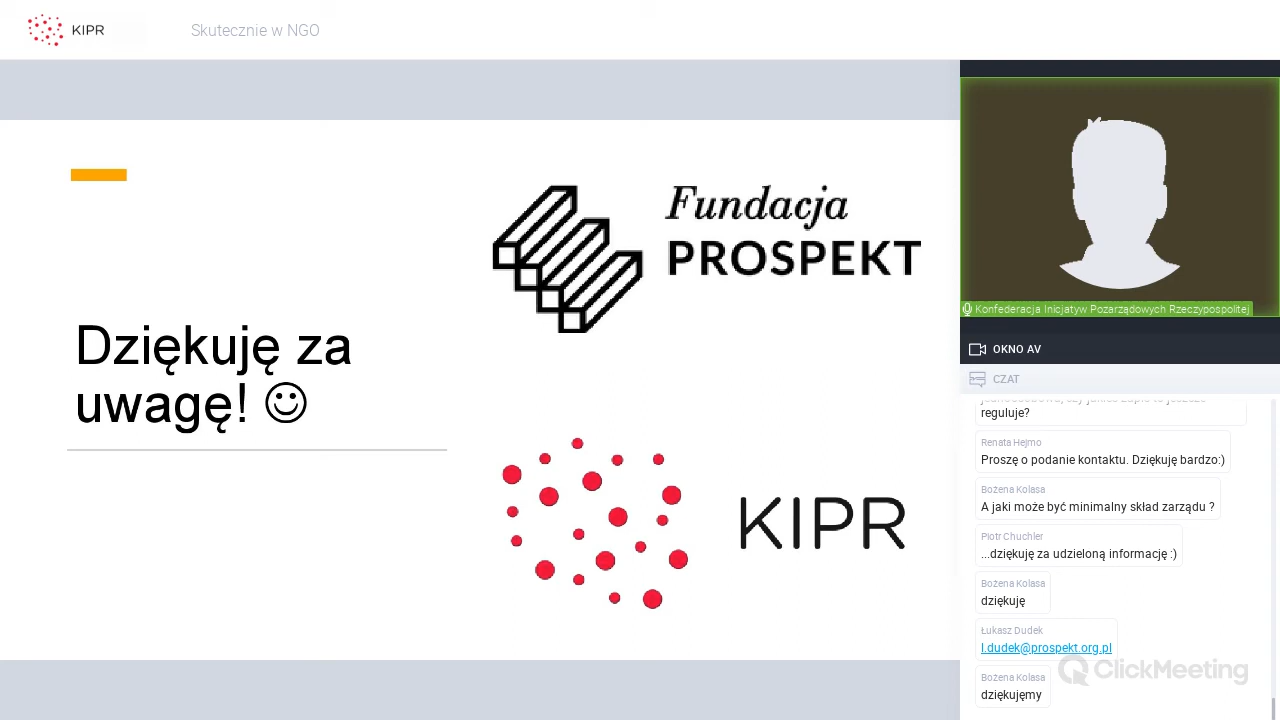 KIPR
Skutecznie w NGO
Fundacja
PROSPEKT
Dziękuję za
uwagę! ☺
KIPR
Konfederacja Inicjatyw Pozarządowych Rzeczypospolitej
OKNO AV
CZAT
reguluje?
Renata Hejmo
Proszę o podanie kontaktu. Dziękuję bardzo:)
Bożena Kolasa
A jaki może być minimalny skład zarządu ?
Piotr Chuchler
...dziękuję za udzieloną informację :)
Bożena Kolasa
dziękuję
Łukasz Dudek
l.dudek@prospekt.org.pl
Bożena Kolasa
dziękujemy
ClickMeeting